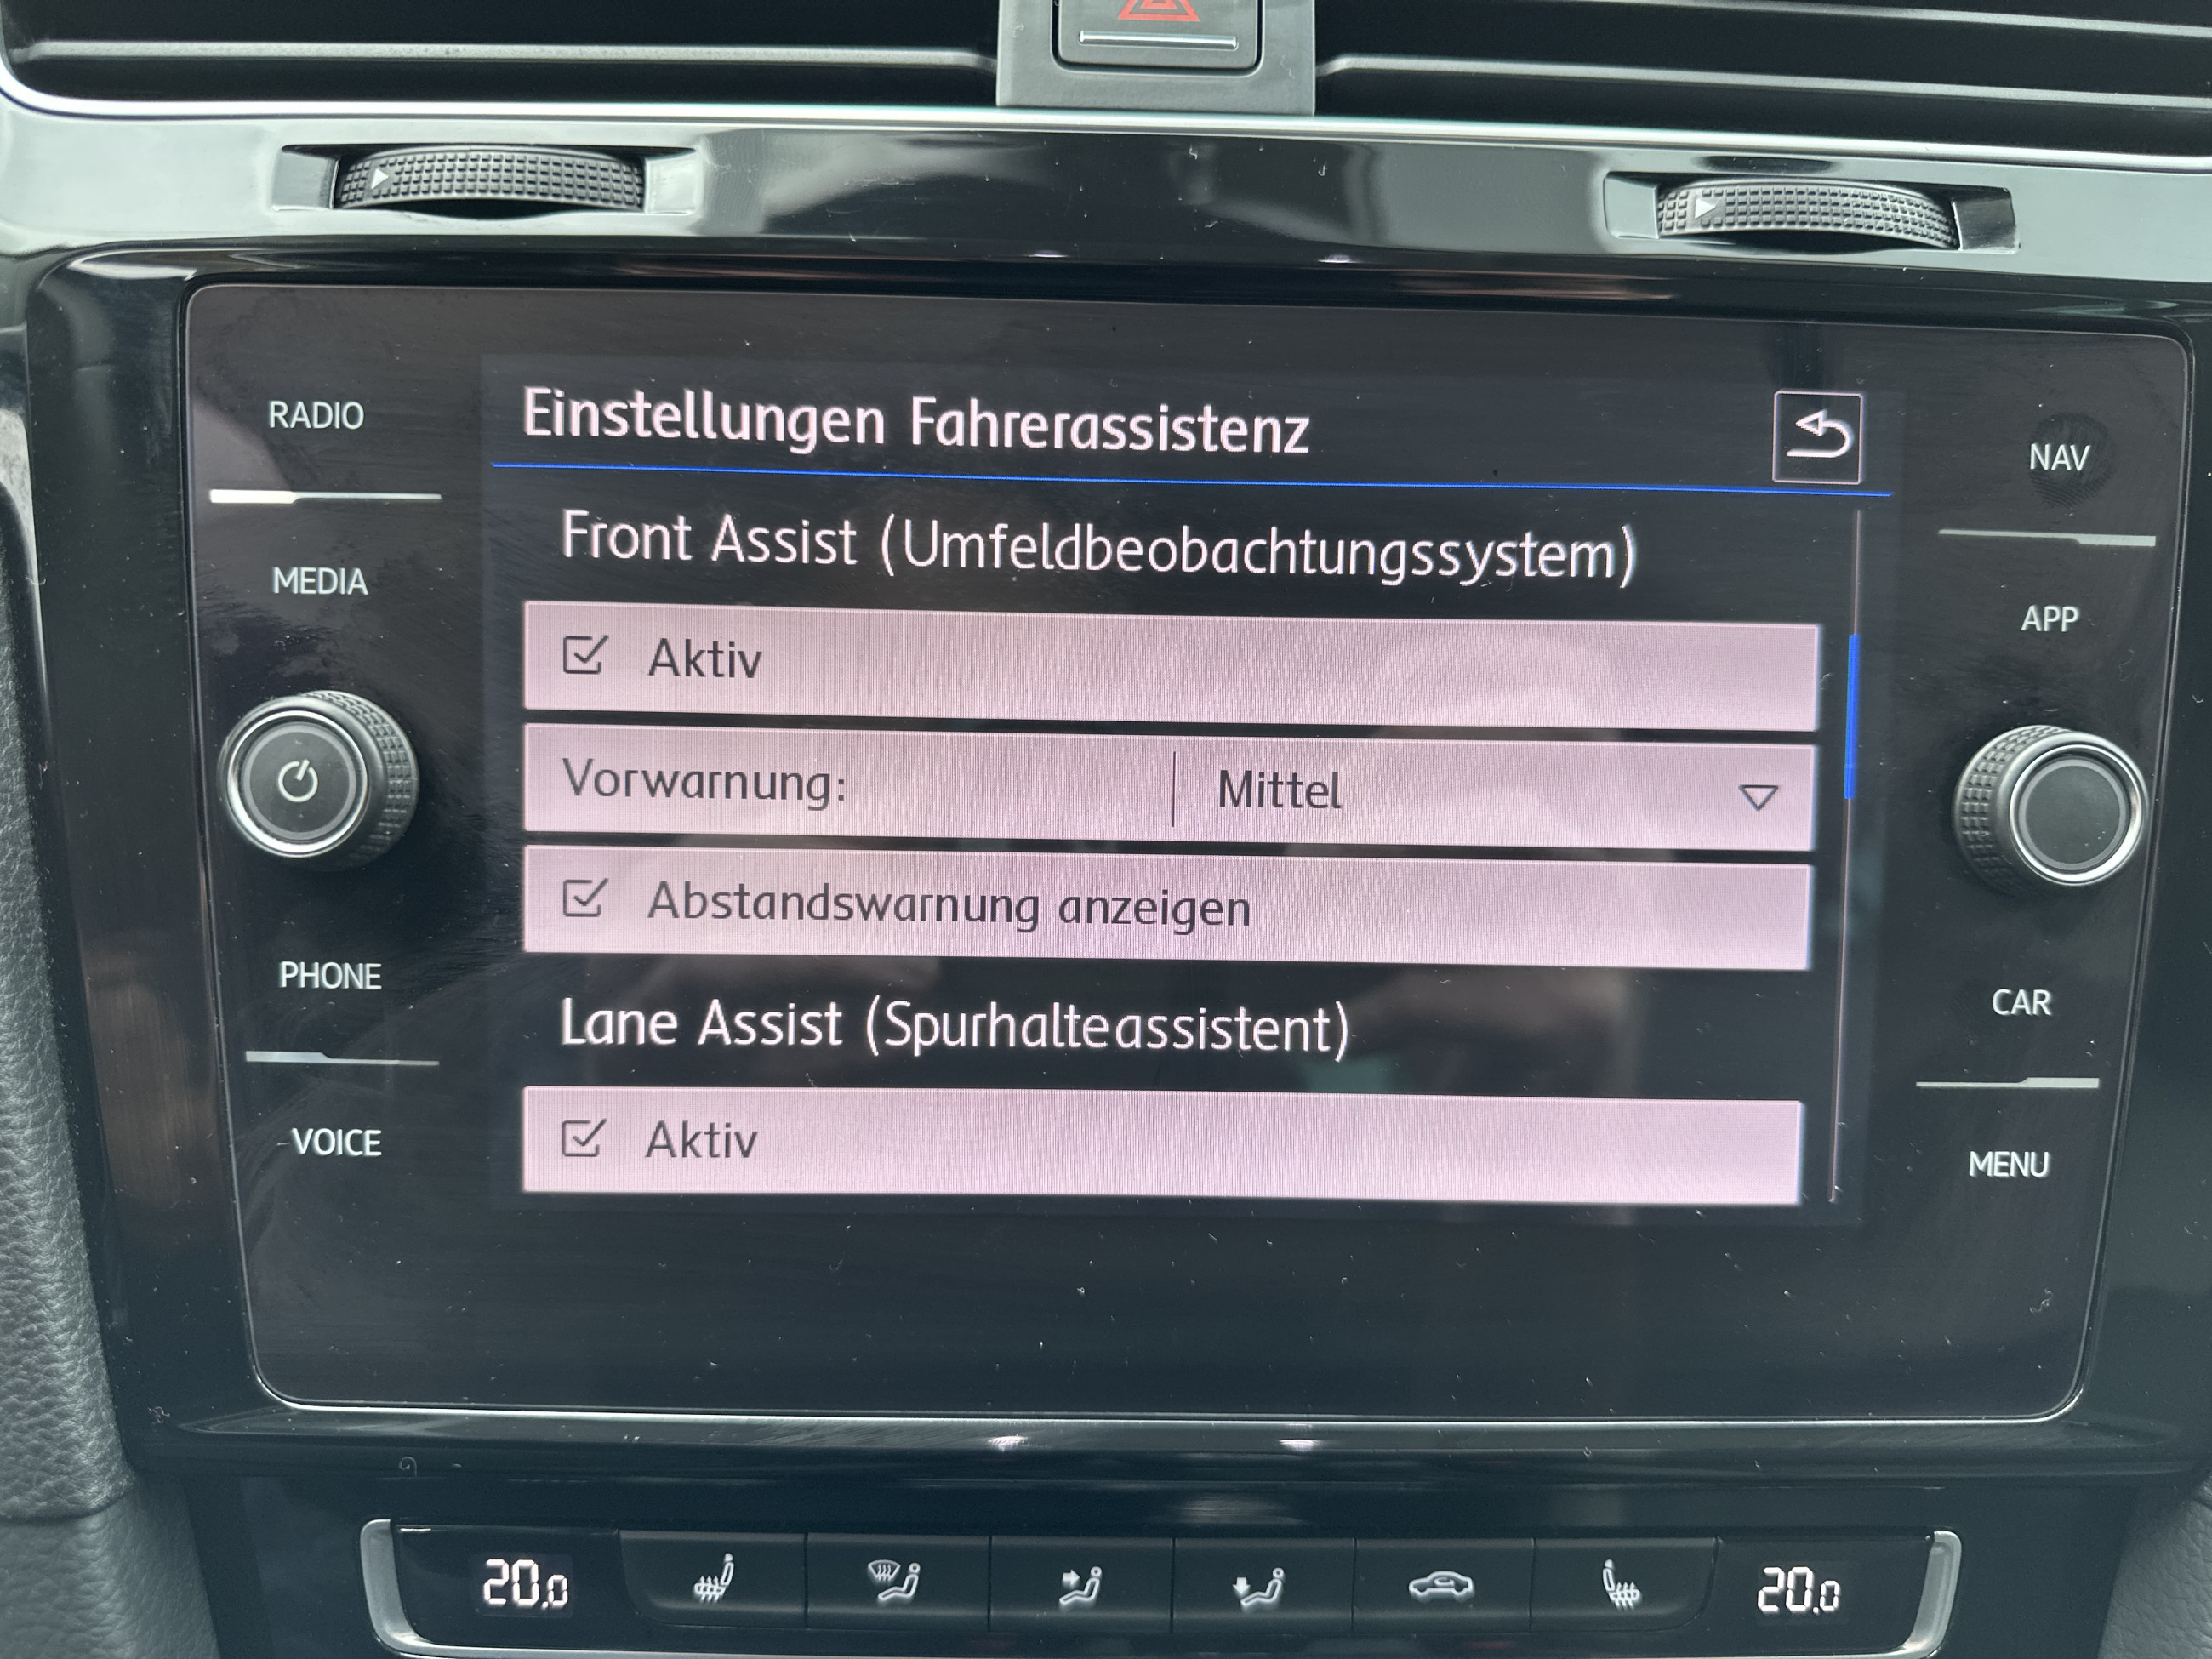 RADIO
MEDIA
PHONE
VOICE
Einstellungen Fahrerassistenz
Front Assist (Umfeldbeobachtungssystem)
Aktiv
Vorwarnung: Mittel
Abstandswarnung anzeigen
Lane Assist (Spurhalteassistent)
Aktiv
NAV
APP
CAR
MENU
20.0
20.0